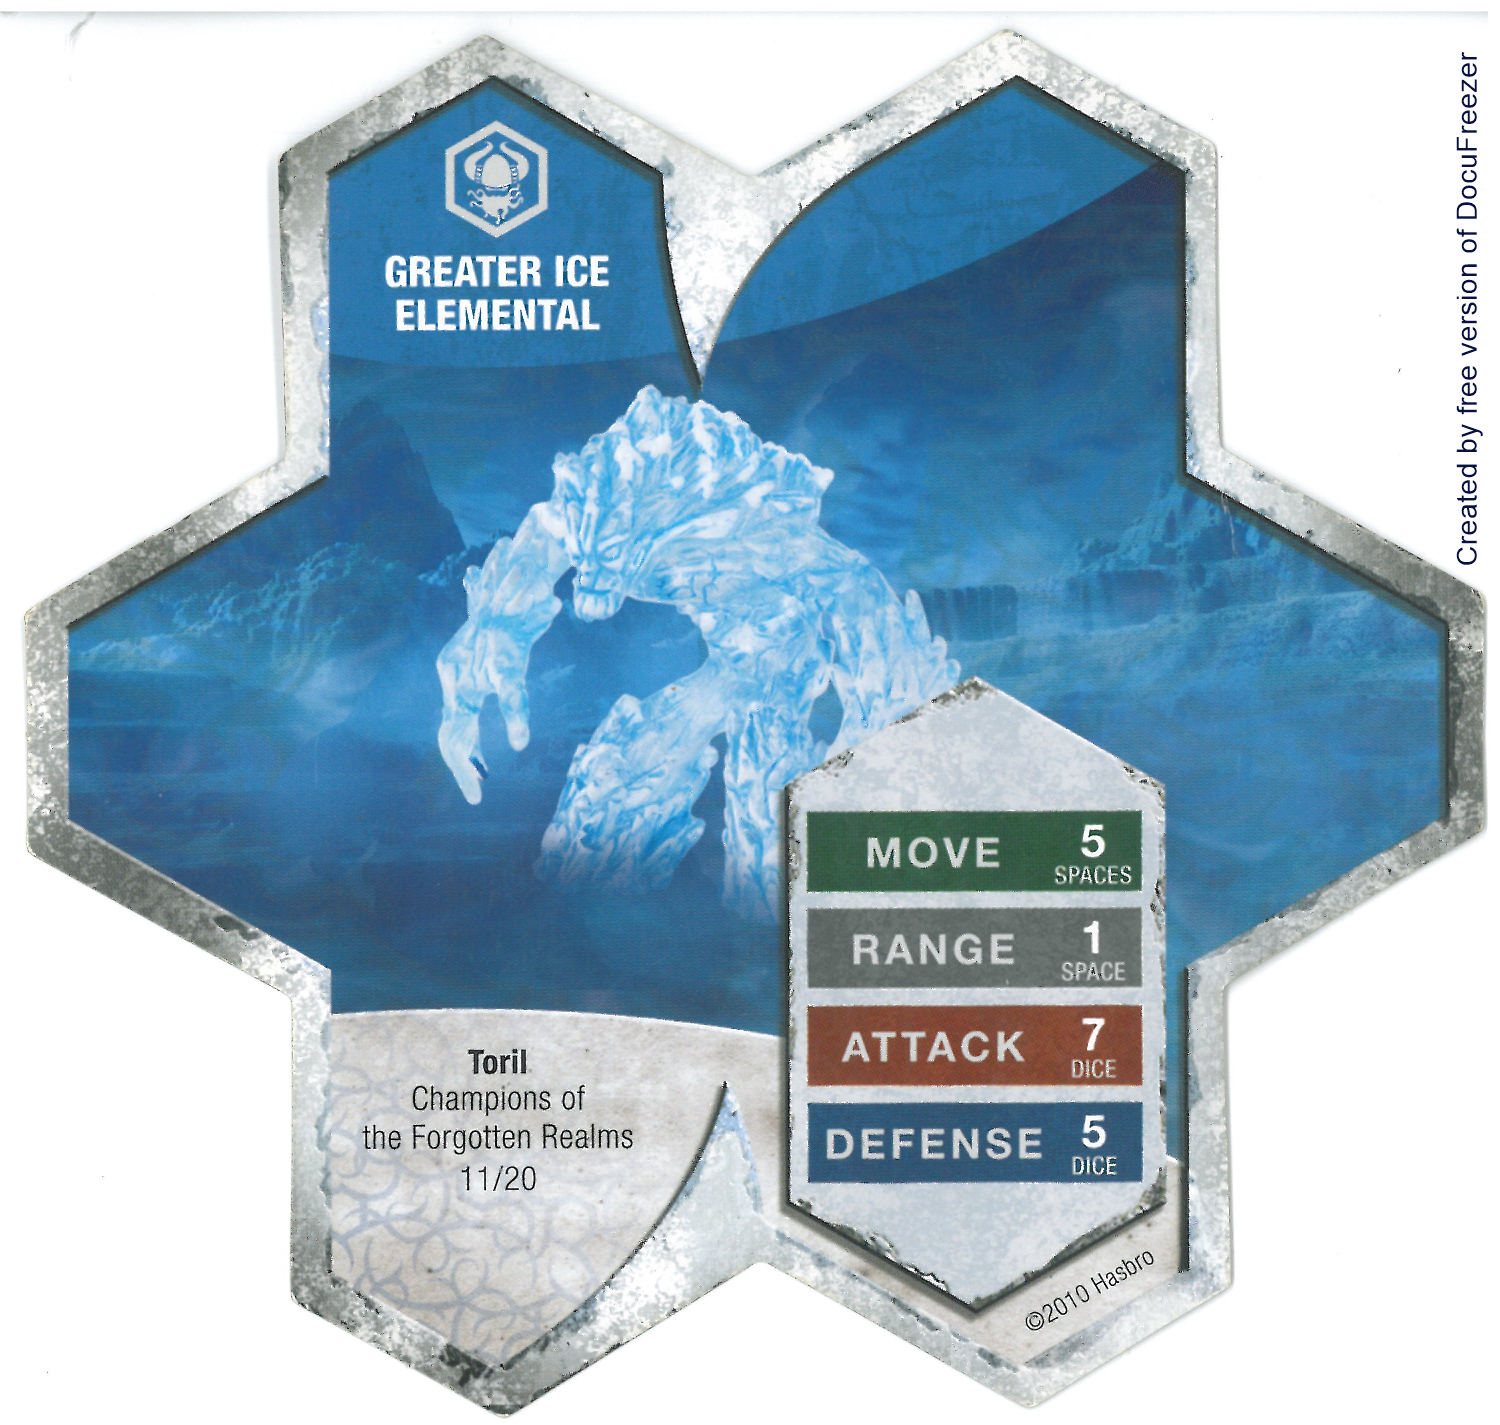 GREATER ICE
ELEMENTAL
MOVE 5
SPACES
RANGE 1
SPACE
ATTACK 7
DICE
DEFENSE 5
DICE
Toril
Champions of
the Forgotten Realms
11/20
©2010 Hasbro
Created by free version of DocuFreezer